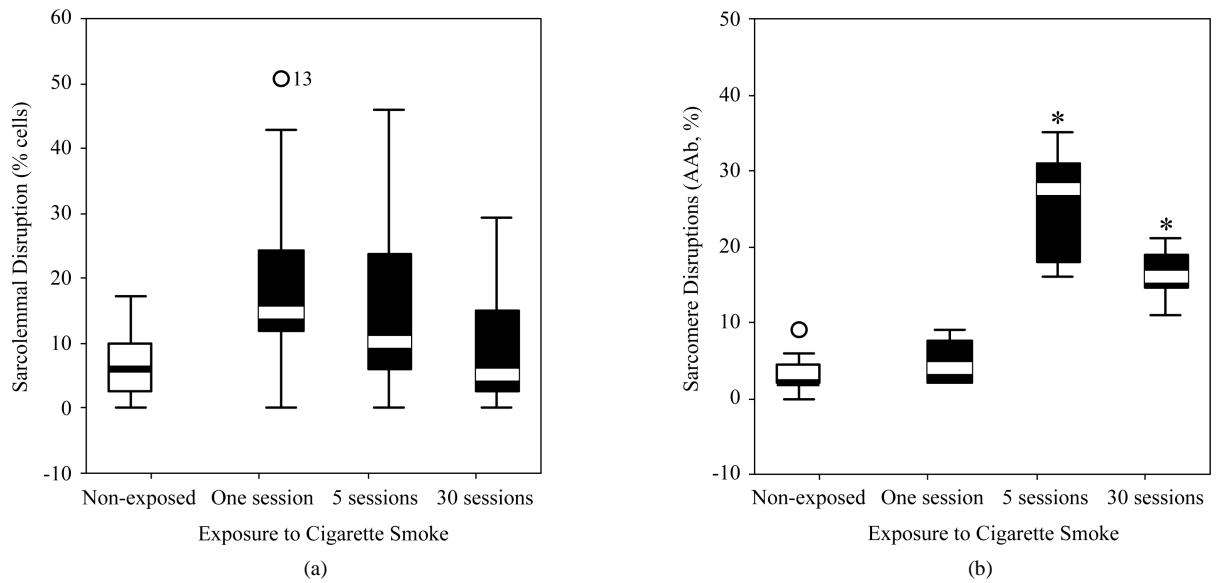 60
50
40
30
20
10
0
-10
Sarcolemmal Disruption (% cells)
13
Non-exposed One session 5 sessions 30 sessions
Exposure to Cigarette Smoke
(a)
50
40
30
20
10
0
-10
Sarcomere Disruptions (AAb, %)
*
*
Non-exposed One session 5 sessions 30 sessions
Exposure to Cigarette Smoke
(b)